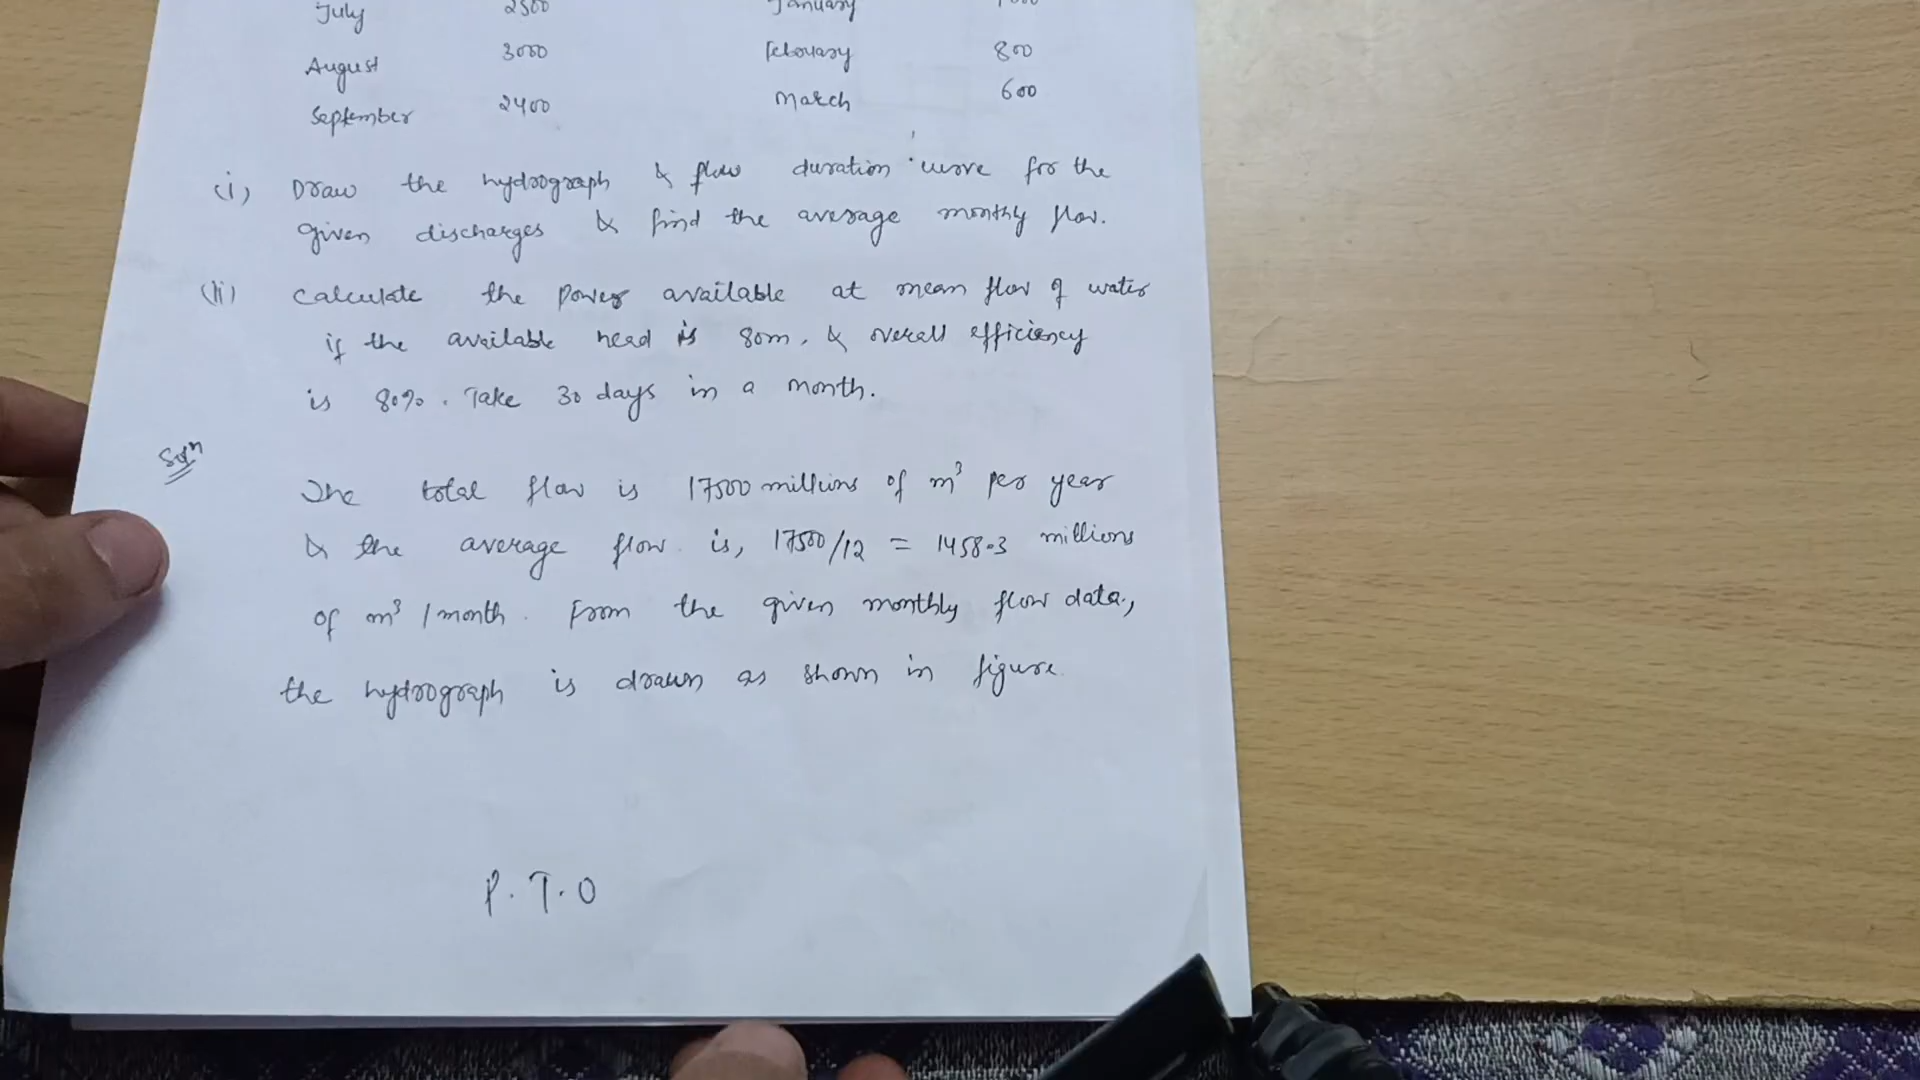 July 2500 January
August 3000 February 800
September 2400 March 600
(i) Draw the hydrograph & flow duration curve for the
given discharges & find the average monthly flow.
(ii) Calculate the power available at mean flow of water
if the available head is 80m, & overall efficiency
is 80%. Take 30 days in a month.
Solⁿ
The total flow is 17500 millions of m³ per year
& the average flow is, 17500/12 = 1458.3 millions
of m³ / month. From the given monthly flow data,
the hydrograph is drawn as shown in figure.
P.T.O